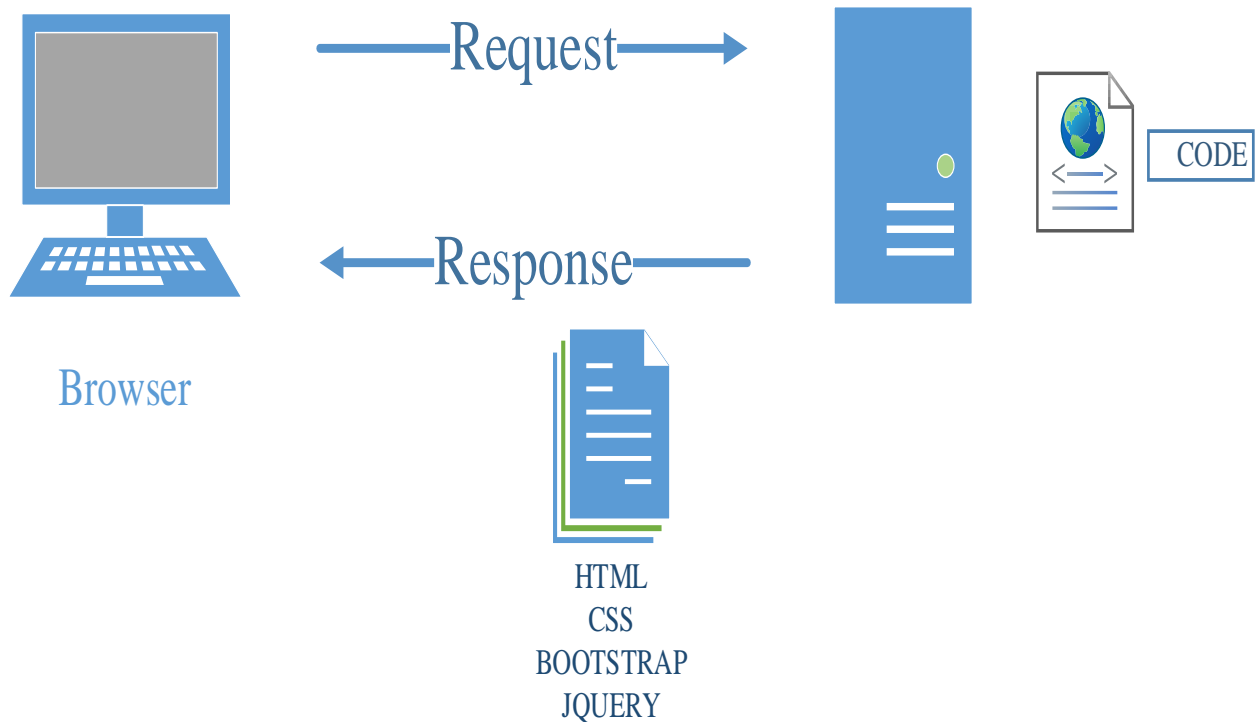 Request
CODE
Response
Browser
HTML
CSS
BOOTSTRAP
JQUERY